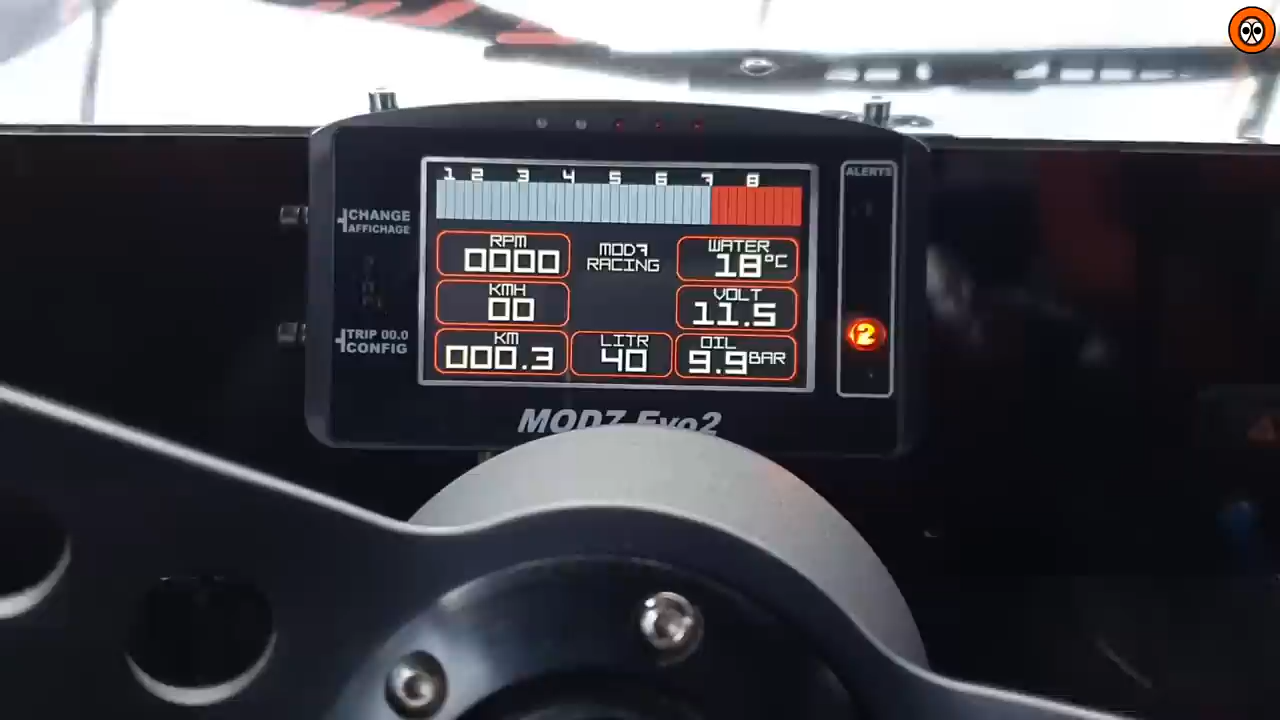 ALERTS
1 2 3 4 5 6 7 8
CHANGE
AFFICHAGE
RPM
0000
MOD7
RACING
WATER
18°C
KMH
00
VOLT
11.5
2
TRIP 00.0
CONFIG
KM
000.3
LITR
40
OIL
9.9BAR
MOD7 Evo2